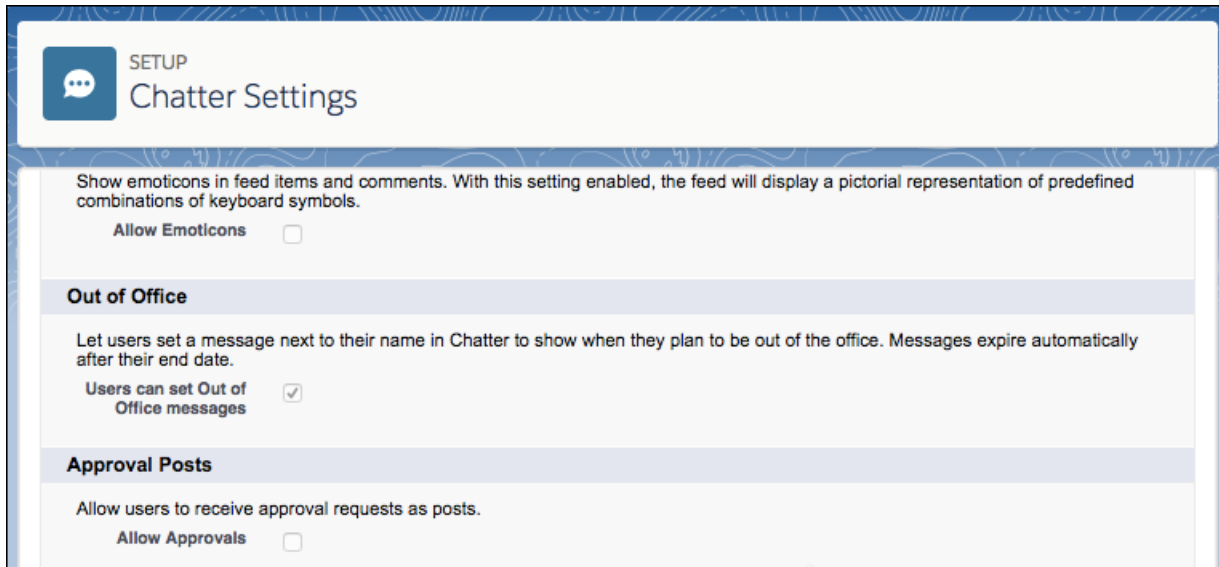 SETUP
Chatter Settings
Show emoticons in feed items and comments. With this setting enabled, the feed will display a pictorial representation of predefined
combinations of keyboard symbols.
Allow Emoticons
Out of Office
Let users set a message next to their name in Chatter to show when they plan to be out of the office. Messages expire automatically
after their end date.
Users can set Out of
Office messages
Approval Posts
Allow users to receive approval requests as posts.
Allow Approvals